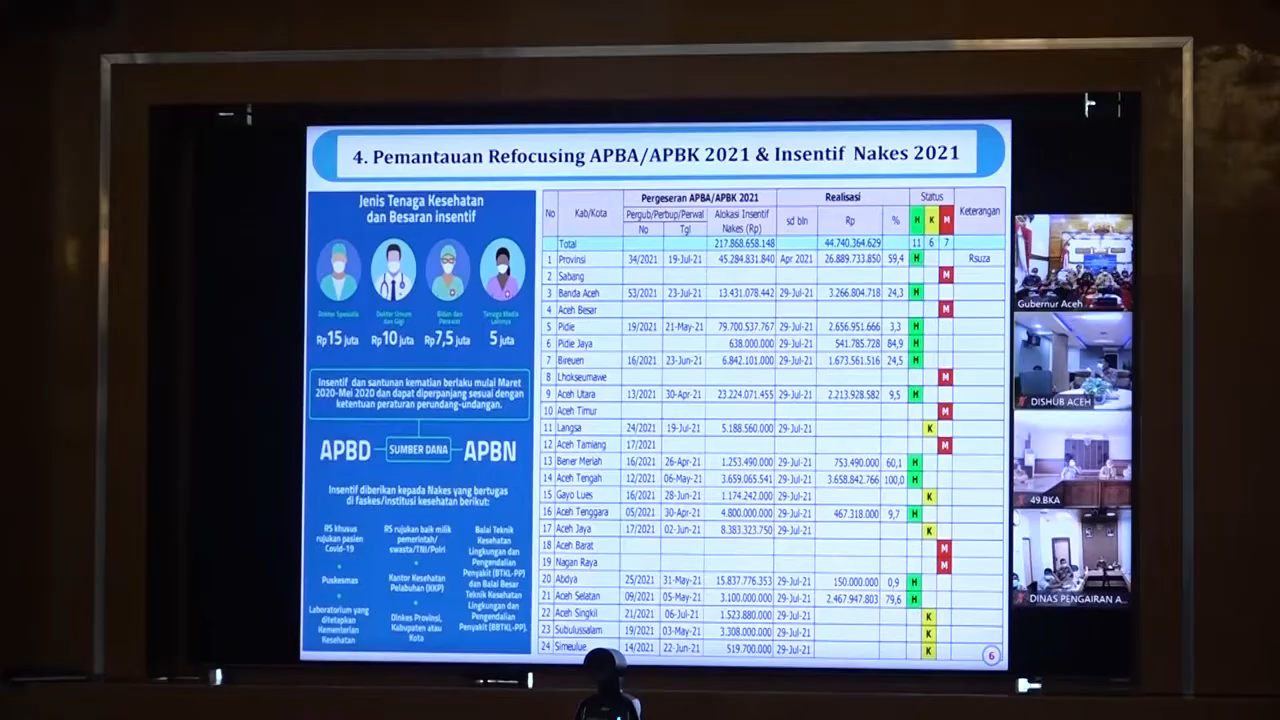 4. Pemantauan Refocusing APBA/APBK 2021 & Insentif Nakes 2021
Jenis Tenaga Kesehatan
dan Besaran insentif
Dokter Spesialis
Dokter Umum
dan Gigi
Bidan dan
Perawat
Tenaga Medis
Lainnya
Rp15 juta
Rp10 juta
Rp7,5 juta
5 juta
Insentif dan santunan kematian berlaku mulai Maret
2020-Mei 2020 dan dapat diperpanjang sesuai dengan
ketentuan peraturan perundang-undangan.
APBD SUMBER DANA APBN
Insentif diberikan kepada Nakes yang bertugas
di faskes/institusi kesehatan berikut:
RS khusus
rujukan pasien
Covid-19
Puskesmas
Laboratorium yang
ditetapkan
Kementerian
Kesehatan
RS rujukan baik milik
pemerintah/
swasta/TNI/Polri
Kantor Kesehatan
Pelabuhan (KKP)
Dinkes Provinsi,
Kabupaten atau
Kota
Balai Teknik
Kesehatan
Lingkungan dan
Pengendalian
Penyakit (BTKL-PP)
dan Balai Besar
Teknik Kesehatan
Lingkungan dan
Pengendalian
Penyakit (BBTKL-PP).
No Kab/Kota Pergeseran APBA/APBK 2021 Realisasi Status Keterangan
Pergub/Perbup/Perwal Alokasi Insentif Nakes (Rp) sd bln Rp % H K M
No Tgl
Total 217.868.658.148 44.740.364.629 11 6 7
1 Provinsi 34/2021 19-Jul-21 45.284.831.840 Apr 2021 26.889.733.850 59,4 H Rsuza
2 Sabang M
3 Banda Aceh 53/2021 23-Jul-21 13.431.078.442 29-Jul-21 3.266.804.718 24,3 H
4 Aceh Besar M
5 Pidie 19/2021 21-May-21 79.700.537.767 29-Jul-21 2.656.951.666 3,3 H
6 Pidie Jaya 638.000.000 29-Jul-21 541.785.728 84,9 H
7 Bireuen 16/2021 23-Jun-21 6.842.101.000 29-Jul-21 1.673.561.516 24,5 H
8 Lhokseumawe M
9 Aceh Utara 13/2021 30-Apr-21 23.224.071.455 29-Jul-21 2.213.928.582 9,5 H
10 Aceh Timur M
11 Langsa 24/2021 19-Jul-21 5.188.560.000 29-Jul-21 K
12 Aceh Tamiang 17/2021 M
13 Bener Meriah 16/2021 26-Apr-21 1.253.490.000 29-Jul-21 753.490.000 60,1 H
14 Aceh Tengah 12/2021 06-May-21 3.659.065.541 29-Jul-21 3.658.842.766 100,0 H
15 Gayo Lues 16/2021 28-Jun-21 1.174.242.000 29-Jul-21 K
16 Aceh Tenggara 05/2021 30-Apr-21 4.800.000.000 29-Jul-21 467.318.000 9,7 H
17 Aceh Jaya 17/2021 02-Jun-21 8.383.323.750 29-Jul-21 K
18 Aceh Barat M
19 Nagan Raya M
20 Abdya 25/2021 31-May-21 15.837.776.353 29-Jul-21 150.000.000 0,9 H
21 Aceh Selatan 09/2021 05-May-21 3.100.000.000 29-Jul-21 2.467.947.803 79,6 H
22 Aceh Singkil 21/2021 06-Jul-21 1.523.880.000 29-Jul-21 K
23 Subulussalam 19/2021 03-May-21 3.308.000.000 29-Jul-21 K
24 Simeulue 14/2021 22-Jun-21 519.700.000 29-Jul-21 K
6
Gubernur Aceh
DISHUB ACEH
49.BKA
DINAS PENGAIRAN A...